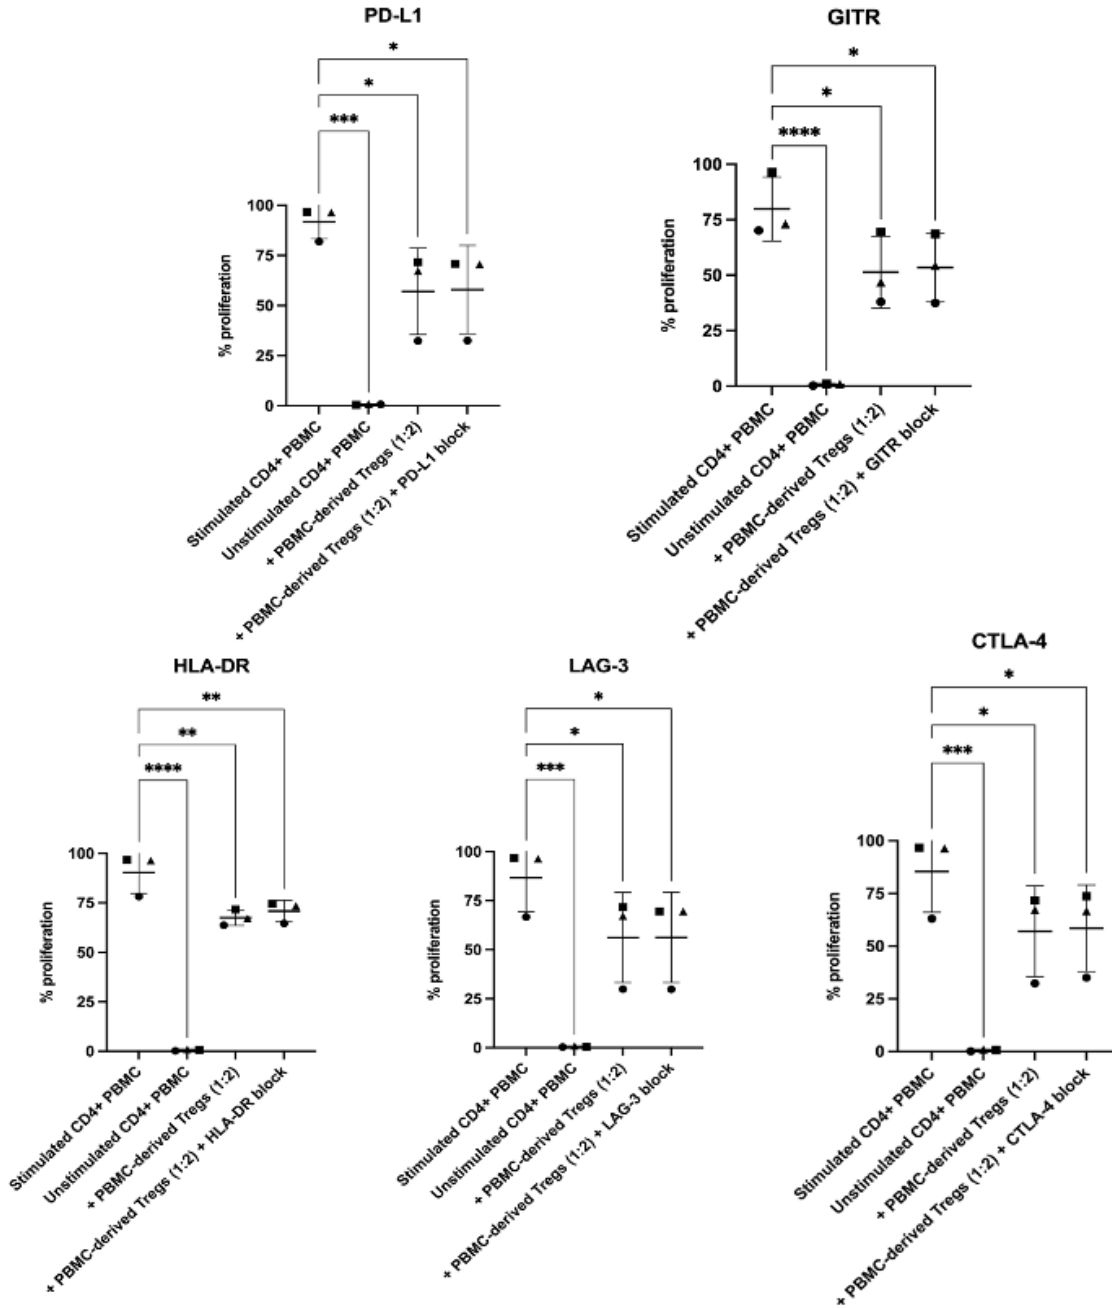 PD-L1
*
*
***
100
75
50
25
0
% proliferation
Stimulated CD4+ PBMC
Unstimulated CD4+ PBMC
+ PBMC-derived Tregs (1:2)
+ PBMC-derived Tregs (1:2) + PD-L1 block
GITR
*
*
****
100
75
50
25
0
% proliferation
Stimulated CD4+ PBMC
Unstimulated CD4+ PBMC
+ PBMC-derived Tregs (1:2)
+ PBMC-derived Tregs (1:2) + GITR block
HLA-DR
**
**
****
100
75
50
25
0
% proliferation
Stimulated CD4+ PBMC
Unstimulated CD4+ PBMC
+ PBMC-derived Tregs (1:2)
+ PBMC-derived Tregs (1:2) + HLA-DR block
LAG-3
*
*
***
100
75
50
25
0
% proliferation
Stimulated CD4+ PBMC
Unstimulated CD4+ PBMC
+ PBMC-derived Tregs (1:2)
+ PBMC-derived Tregs (1:2) + LAG-3 block
CTLA-4
*
*
***
100
75
50
25
0
% proliferation
Stimulated CD4+ PBMC
Unstimulated CD4+ PBMC
+ PBMC-derived Tregs (1:2)
+ PBMC-derived Tregs (1:2) + CTLA-4 block